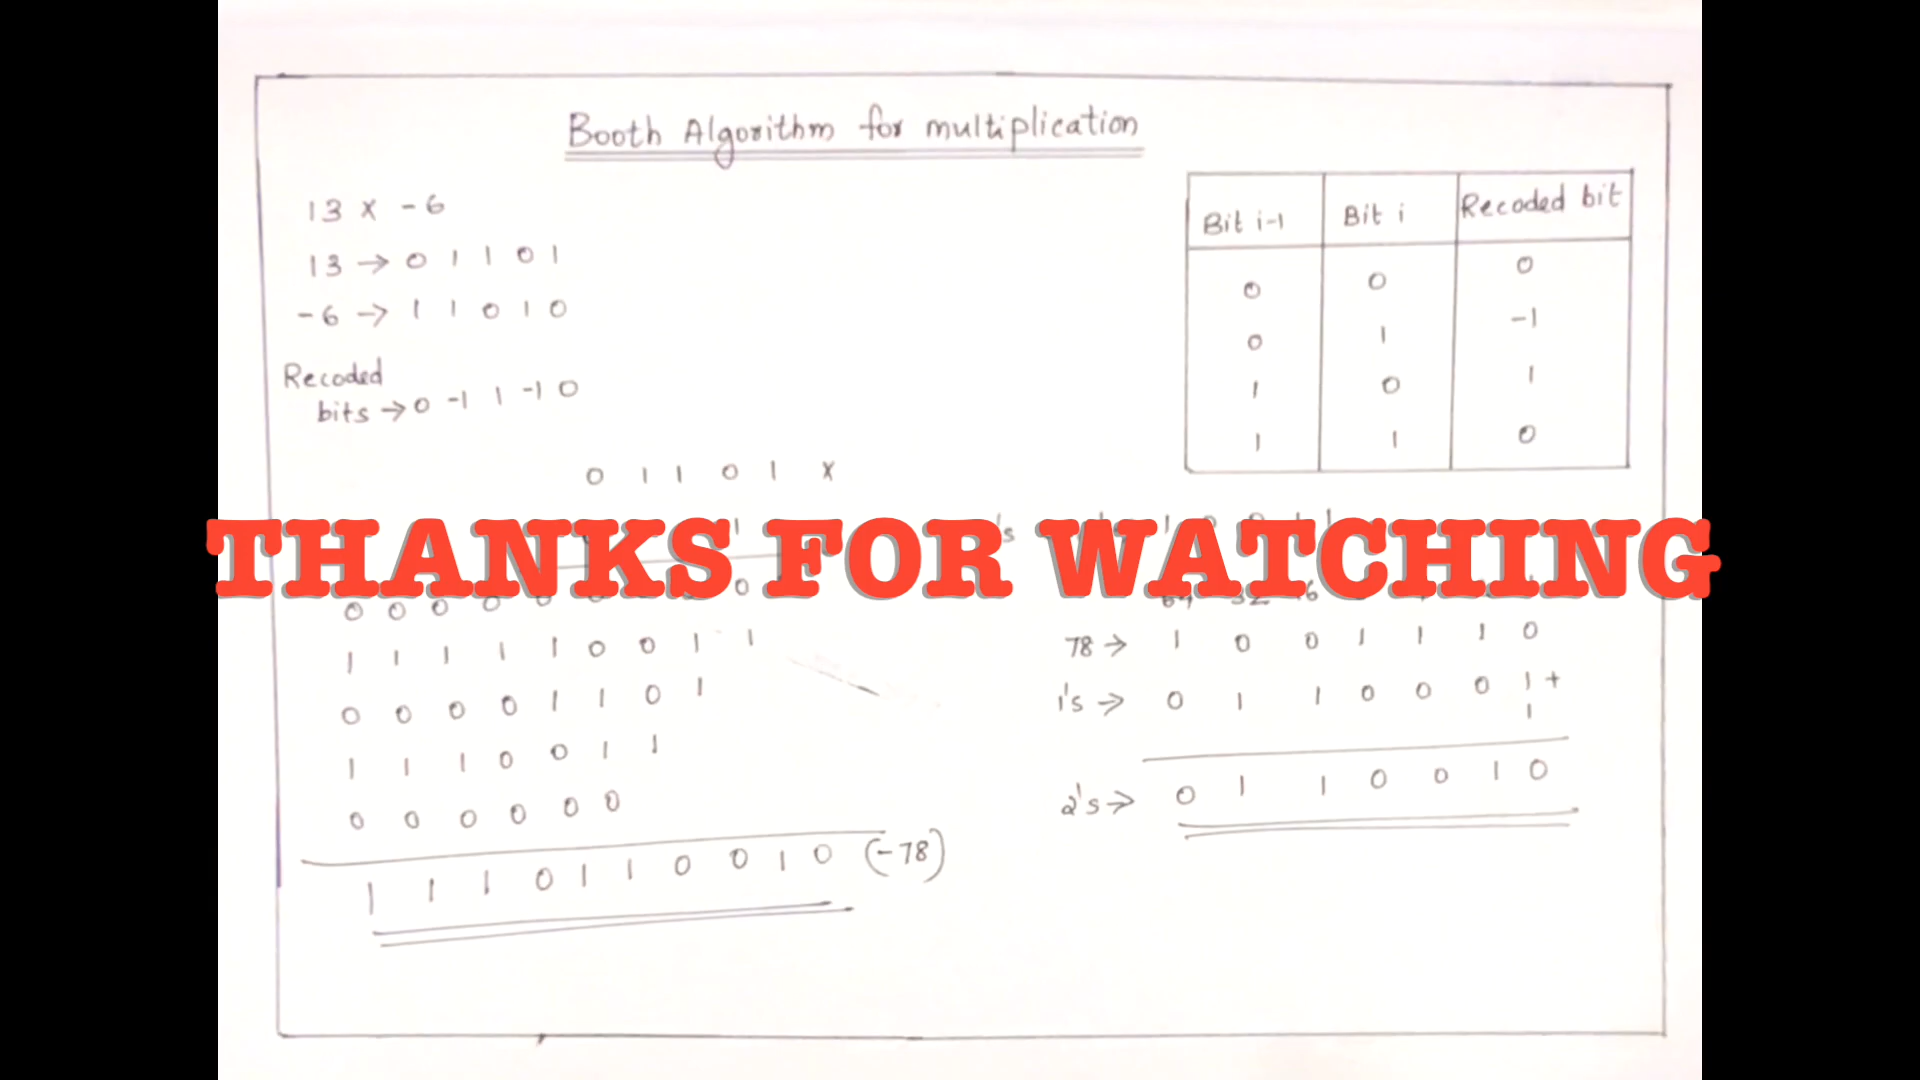 Booth Algorithm for multiplication
13 x -6
13 → 0 1 1 0 1
-6 → 1 1 0 1 0
Recoded
bits → 0 -1 1 -1 0
Bit i-1 Bit i Recoded bit
0 0 0
0 1 -1
1 0 1
1 1 0
0 1 1 0 1 x
THANKS FOR WATCHING
1 1 1 1 1 0 0 1 1
0 0 0 0 1 1 0 1
1 1 1 0 0 1 1
0 0 0 0 0 0
1 1 1 0 1 1 0 0 1 0 (-78)
78 → 1 0 0 1 1 1 0
1's → 0 1 1 0 0 0 1 +
1
2's → 0 1 1 0 0 1 0